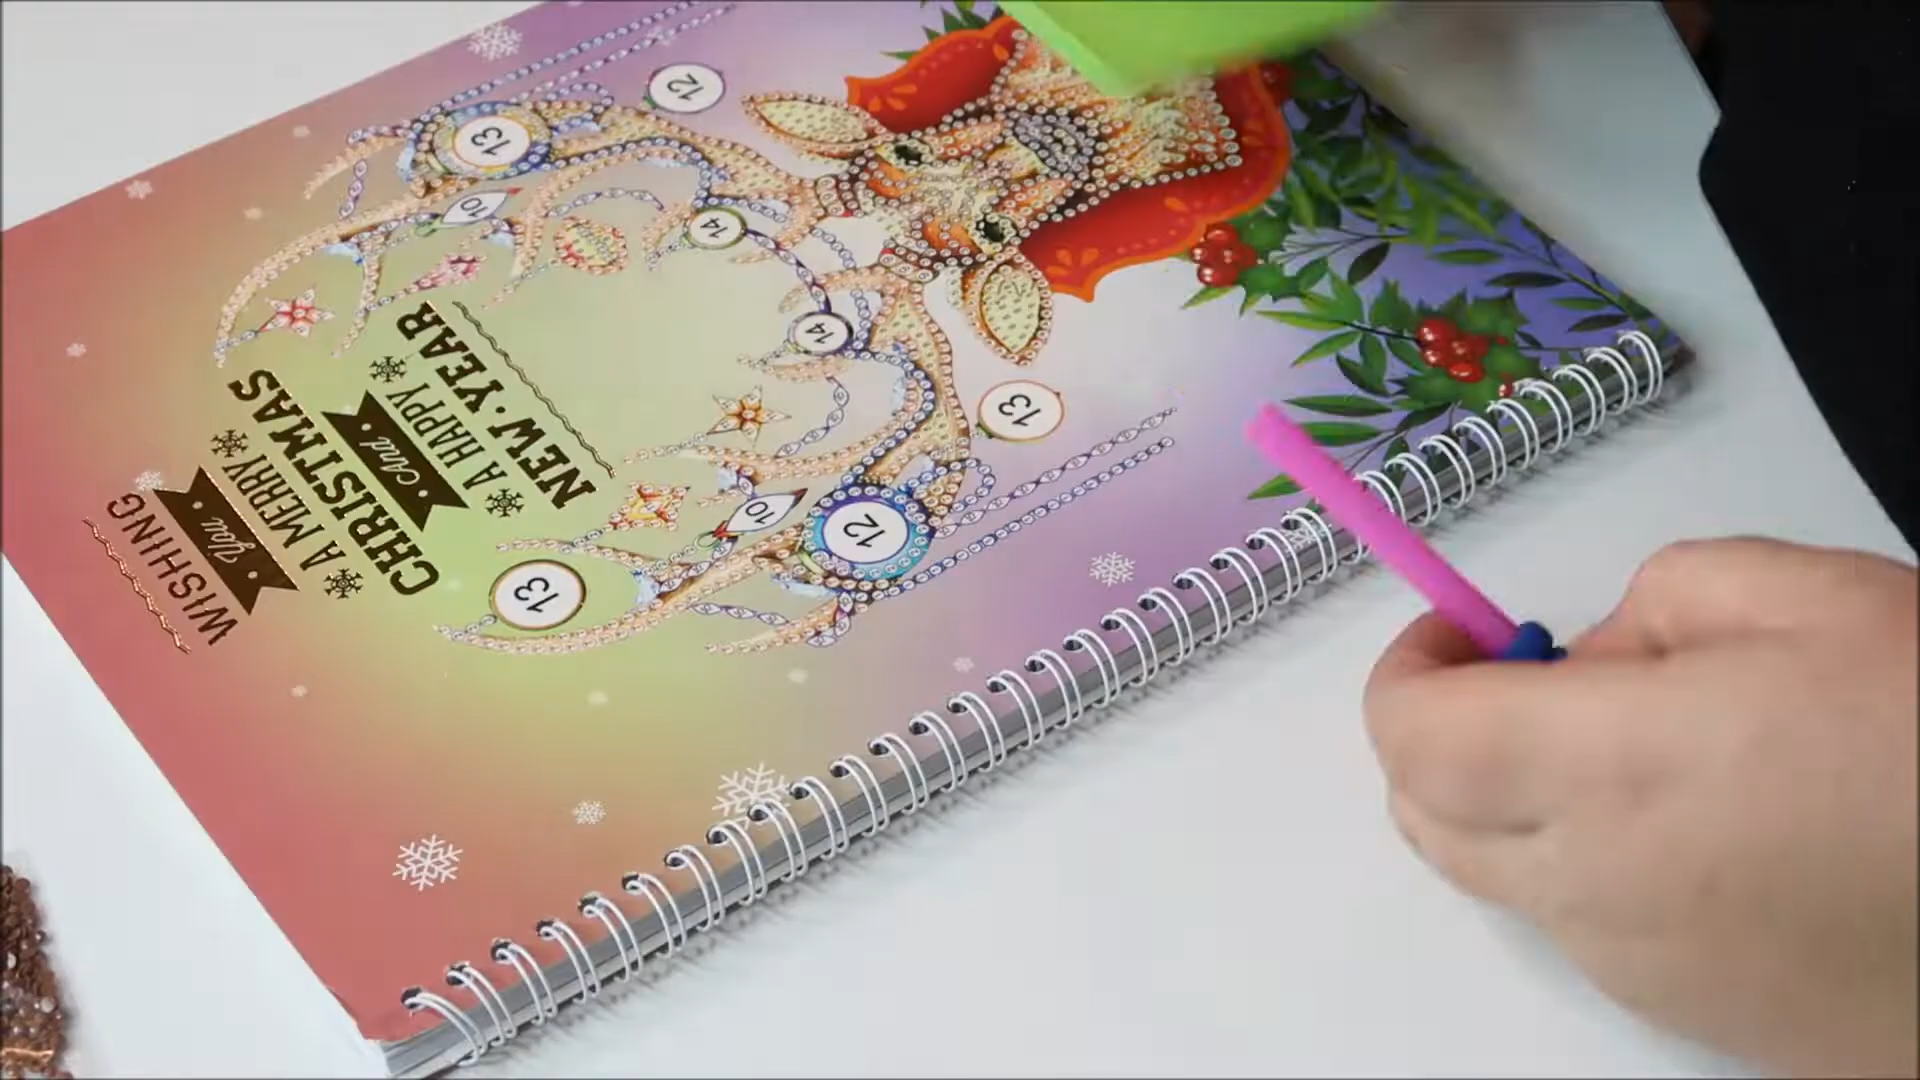 WISHING
• You •
A MERRY
CHRISTMAS
• And •
A HAPPY
NEW.YEAR
12
13
10
14
14
13
10
12
13